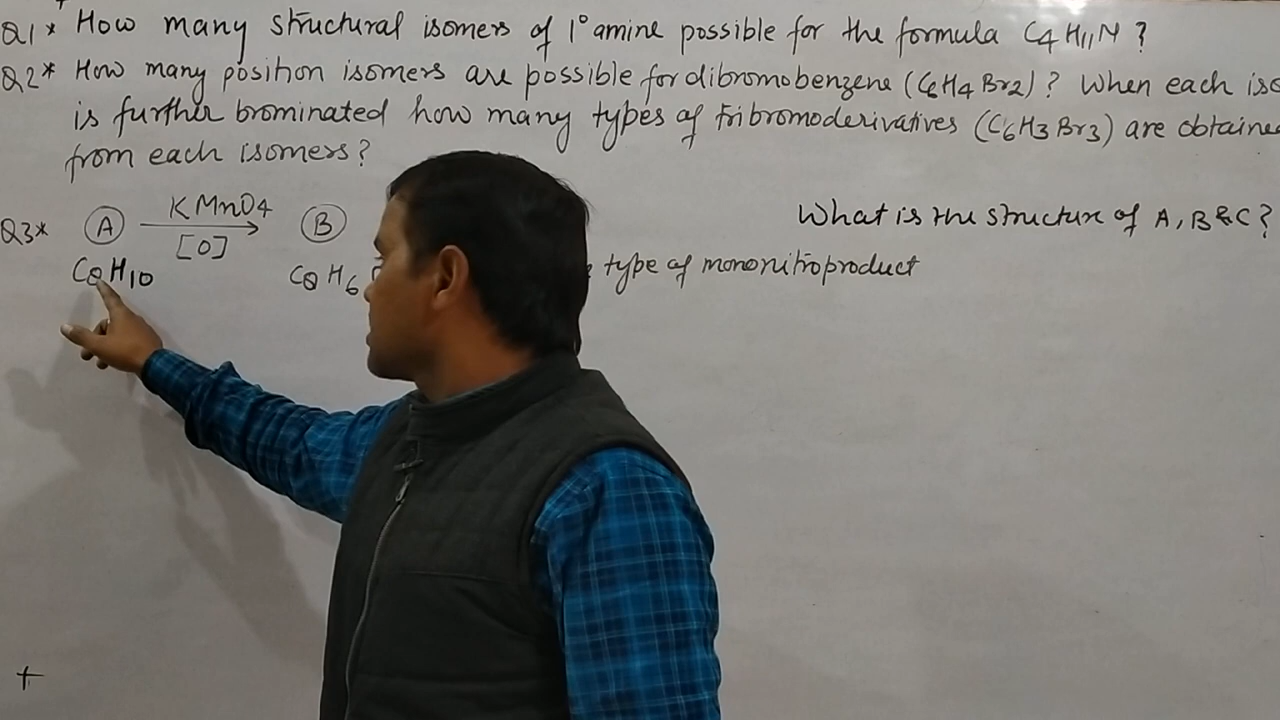 Q1* How many structural isomers of 1° amine possible for the formula C4H11N ?
Q2* How many position isomers are possible for dibromobenzene (C6H4Br2) ? When each iso
is further brominated how many types of tribromoderivatives (C6H3Br3) are obtaine
from each isomers ?
Q3* A KMnO4 [O] B What is the structure of A, B & C ?
C8H10 C8H6 type of mononitroproduct
+